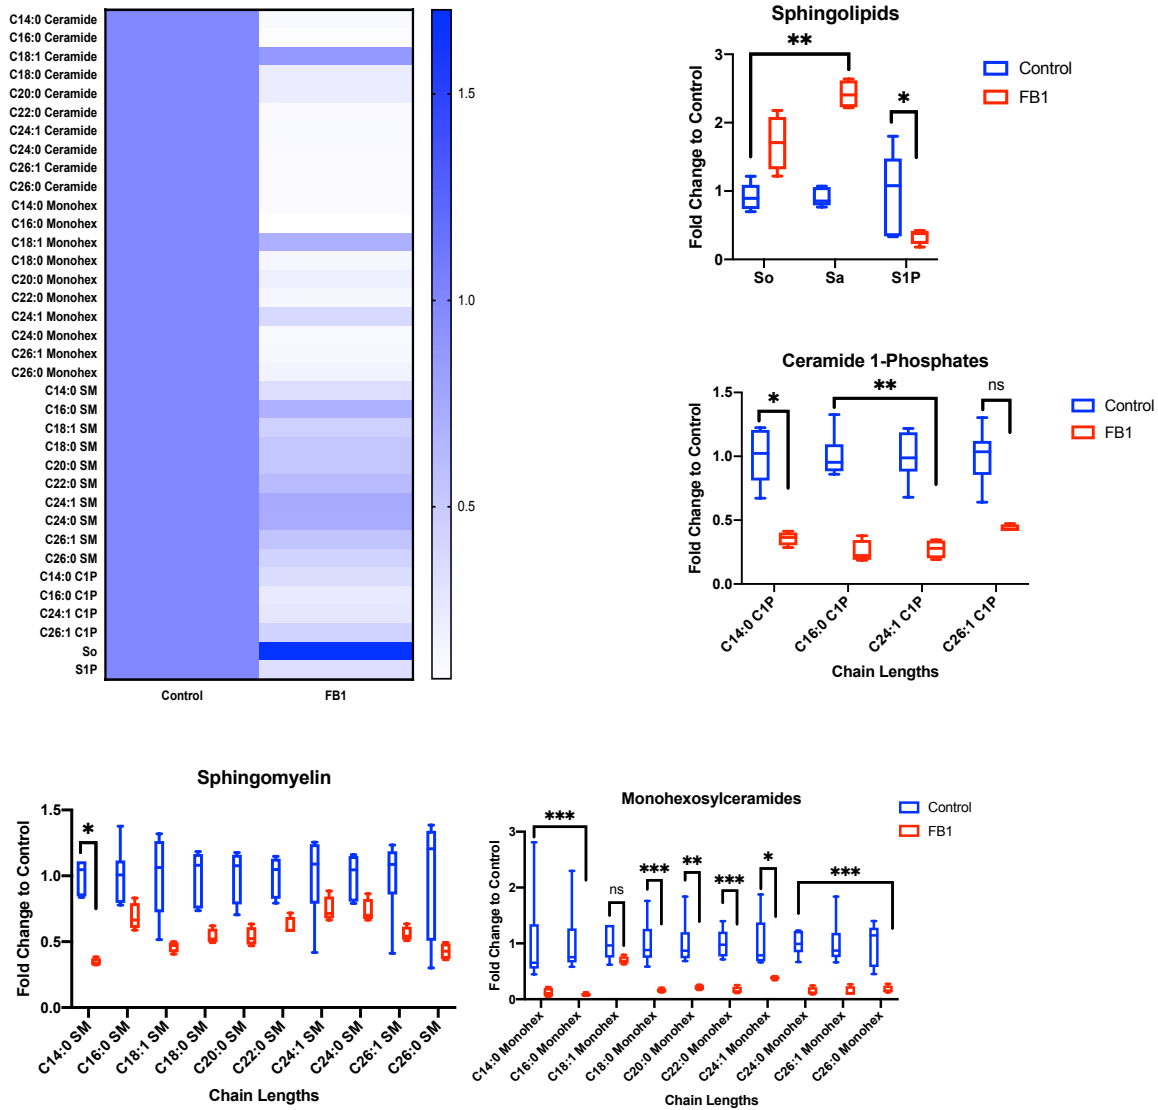 C14:0 Ceramide
C16:0 Ceramide
C18:1 Ceramide
C18:0 Ceramide
C20:0 Ceramide
C22:0 Ceramide
C24:1 Ceramide
C24:0 Ceramide
C26:1 Ceramide
C26:0 Ceramide
C14:0 Monohex
C16:0 Monohex
C18:1 Monohex
C18:0 Monohex
C20:0 Monohex
C22:0 Monohex
C24:1 Monohex
C24:0 Monohex
C26:1 Monohex
C26:0 Monohex
C14:0 SM
C16:0 SM
C18:1 SM
C18:0 SM
C20:0 SM
C22:0 SM
C24:1 SM
C24:0 SM
C26:1 SM
C26:0 SM
C14:0 C1P
C16:0 C1P
C24:1 C1P
C26:1 C1P
So
S1P
Control FB1
1.5
1.0
0.5
Sphingolipids
Fold Change to Control
3
2
1
0
**
*
So Sa S1P
Control
FB1
Ceramide 1-Phosphates
Fold Change to Control
1.5
1.0
0.5
0.0
*
**
ns
C14:0 C1P
C16:0 C1P
C24:1 C1P
C26:1 C1P
Chain Lengths
Control
FB1
Sphingomyelin
Fold Change to Control
1.5
1.0
0.5
0.0
*
C14:0 SM
C16:0 SM
C18:1 SM
C18:0 SM
C20:0 SM
C22:0 SM
C24:1 SM
C24:0 SM
C26:1 SM
C26:0 SM
Chain Lengths
Monohexosylceramides
Fold Change to Control
3
2
1
0
***
ns
***
**
***
*
***
C14:0 Monohex
C16:0 Monohex
C18:1 Monohex
C18:0 Monohex
C20:0 Monohex
C22:0 Monohex
C24:1 Monohex
C24:0 Monohex
C26:1 Monohex
C26:0 Monohex
Chain Lengths
Control
FB1